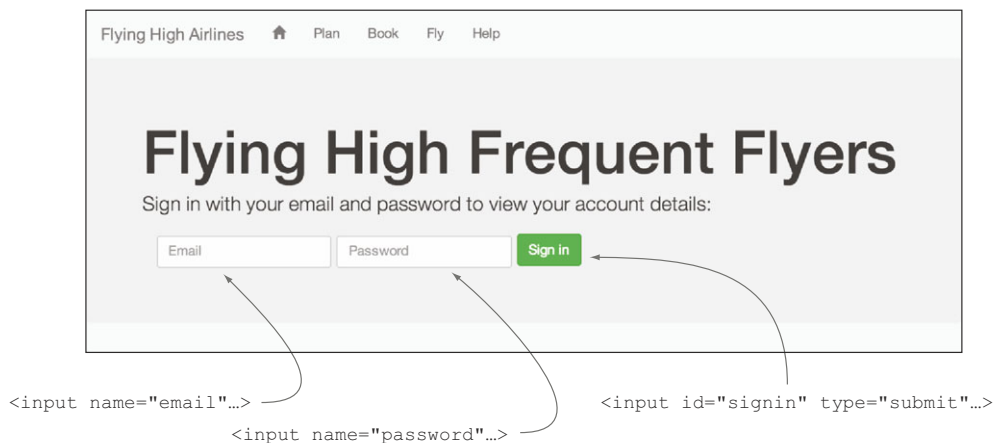 Flying High Airlines Plan Book Fly Help
Flying High Frequent Flyers
Sign in with your email and password to view your account details:
Email Password Sign in
<input name="email"…>
<input id="signin" type="submit"…>
<input name="password"…>